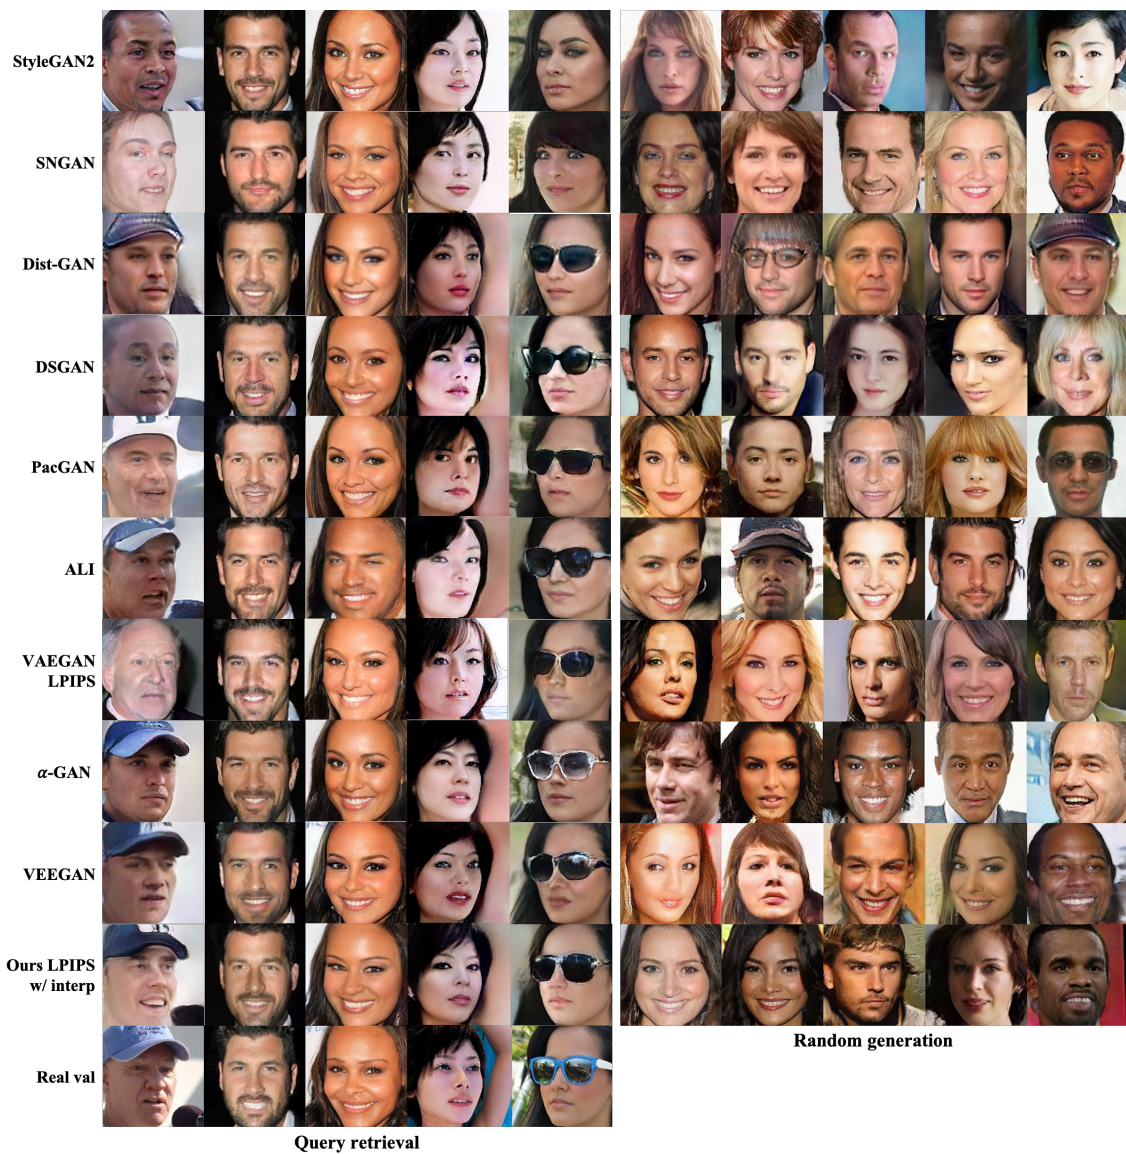 StyleGAN2
SNGAN
Dist-GAN
DSGAN
PacGAN
ALI
VAEGAN
LPIPS
α-GAN
VEEGAN
Ours LPIPS
w/ interp
Real val
Random generation
Query retrieval